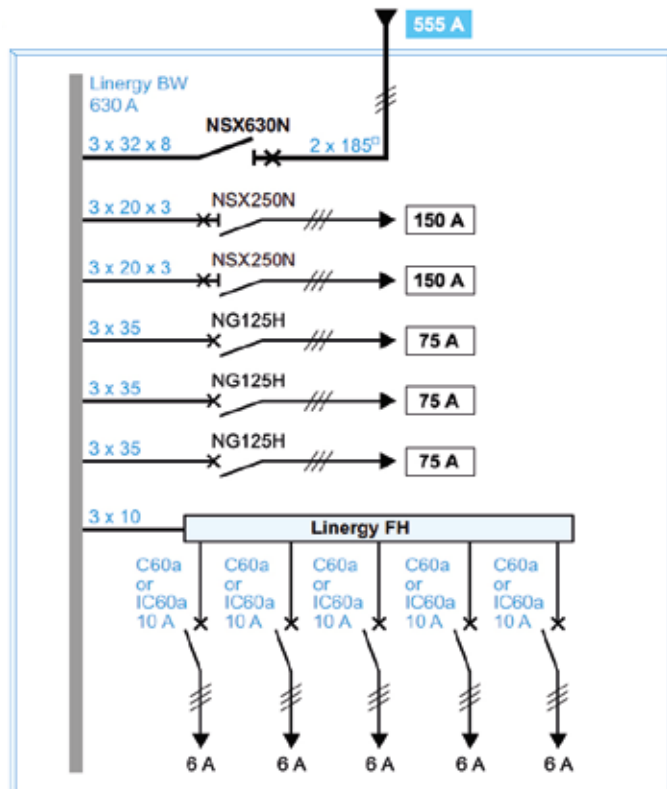 555 A
Linergy BW
630 A
NSX630N
3 x 32 x 8
2 x 185□
NSX250N
3 x 20 x 3
150 A
NSX250N
3 x 20 x 3
150 A
NG125H
3 x 35
75 A
NG125H
3 x 35
75 A
NG125H
3 x 35
75 A
3 x 10
Linergy FH
C60a C60a C60a C60a C60a
or or or or or
IC60a IC60a IC60a IC60a IC60a
10 A 10 A 10 A 10 A 10 A
6 A 6 A 6 A 6 A 6 A